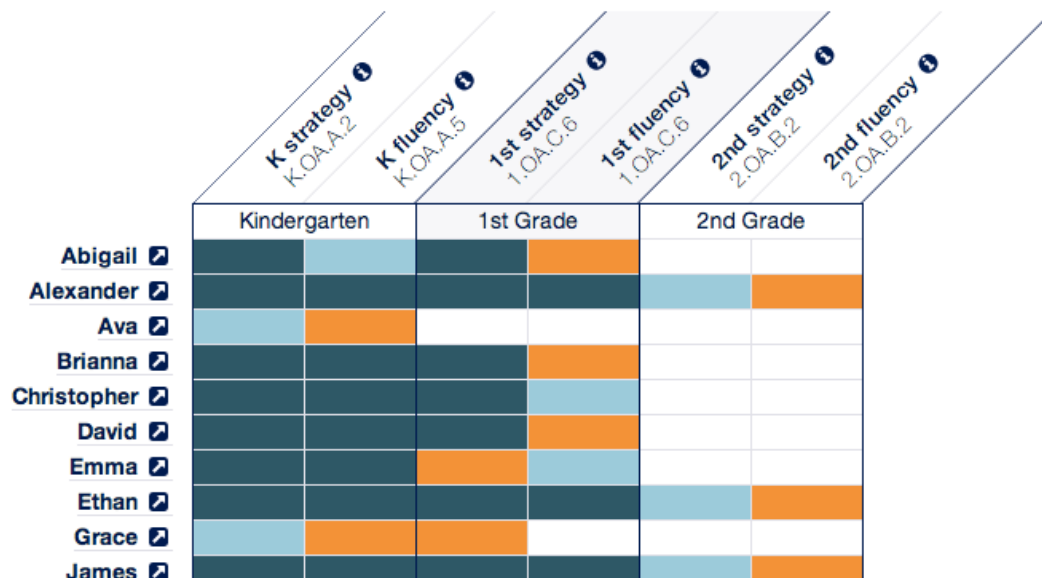 K strategy
K.OA.A.2
K fluency
K.OA.A.5
1st strategy
1.OA.C.6
1st fluency
1.OA.C.6
2nd strategy
2.OA.B.2
2nd fluency
2.OA.B.2
Kindergarten 1st Grade 2nd Grade
Abigail
Alexander
Ava
Brianna
Christopher
David
Emma
Ethan
Grace
James